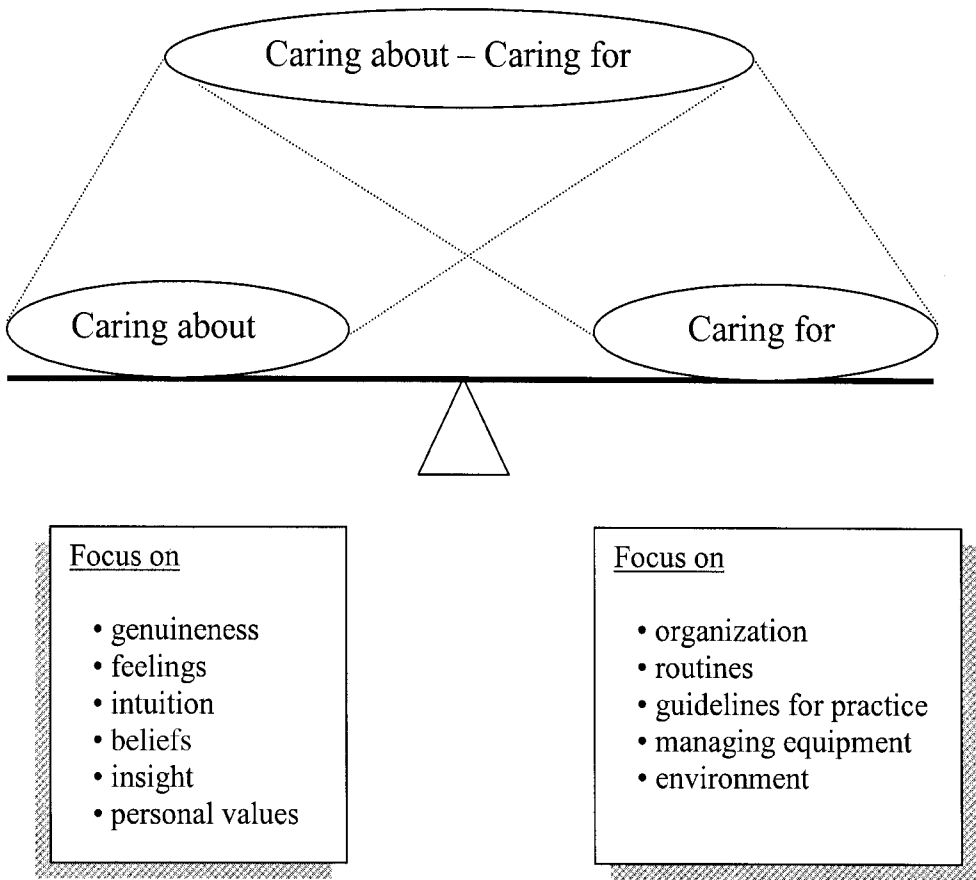 Caring about – Caring for
Caring about
Caring for
Focus on
• genuineness
• feelings
• intuition
• beliefs
• insight
• personal values
Focus on
• organization
• routines
• guidelines for practice
• managing equipment
• environment